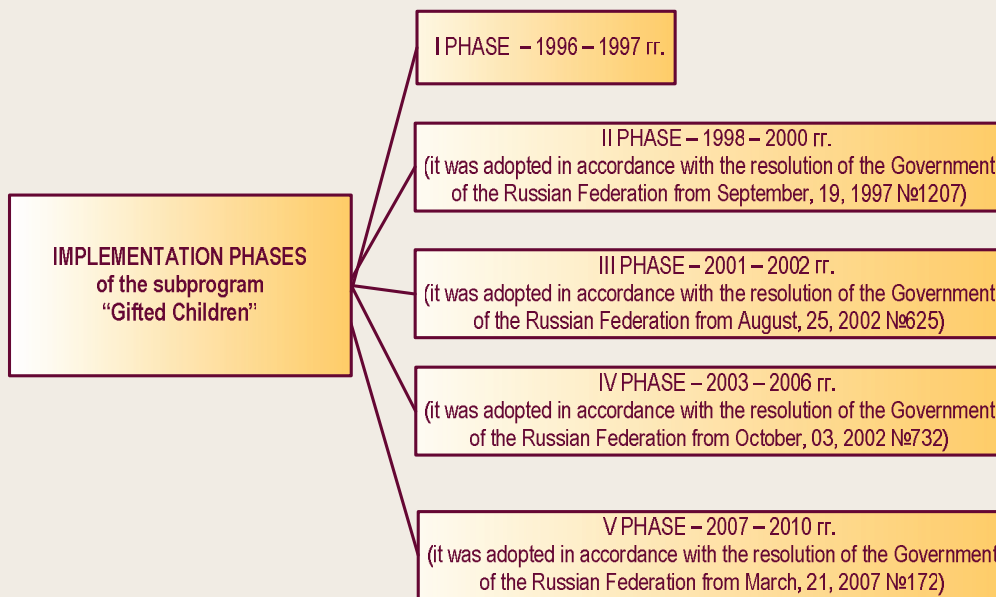 I PHASE – 1996 – 1997 гг.
II PHASE – 1998 – 2000 гг.
(it was adopted in accordance with the resolution of the Government
of the Russian Federation from September, 19, 1997 №1207)
IMPLEMENTATION PHASES
of the subprogram
“Gifted Children”
III PHASE – 2001 – 2002 гг.
(it was adopted in accordance with the resolution of the Government
of the Russian Federation from August, 25, 2002 №625)
IV PHASE – 2003 – 2006 гг.
(it was adopted in accordance with the resolution of the Government
of the Russian Federation from October, 03, 2002 №732)
V PHASE – 2007 – 2010 гг.
(it was adopted in accordance with the resolution of the Government
of the Russian Federation from March, 21, 2007 №172)